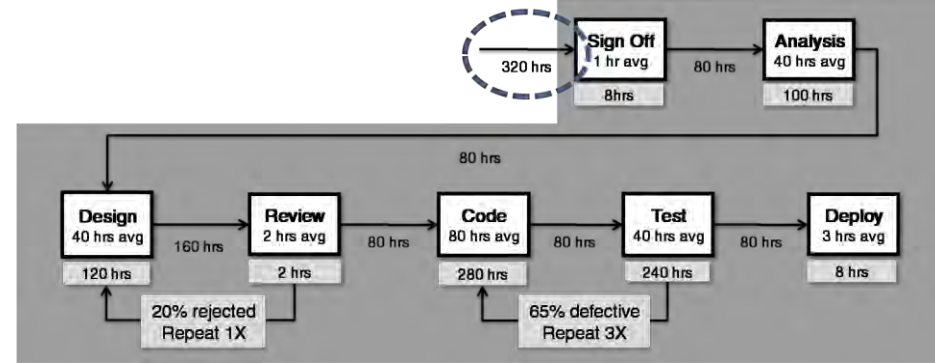 320 hrs
Sign Off
1 hr avg
8hrs
80 hrs
Analysis
40 hrs avg
100 hrs
80 hrs
Design
40 hrs avg
120 hrs
160 hrs
Review
2 hrs avg
2 hrs
80 hrs
Code
80 hrs avg
280 hrs
80 hrs
Test
40 hrs avg
240 hrs
80 hrs
Deploy
3 hrs avg
8 hrs
20% rejected
Repeat 1X
65% defective
Repeat 3X